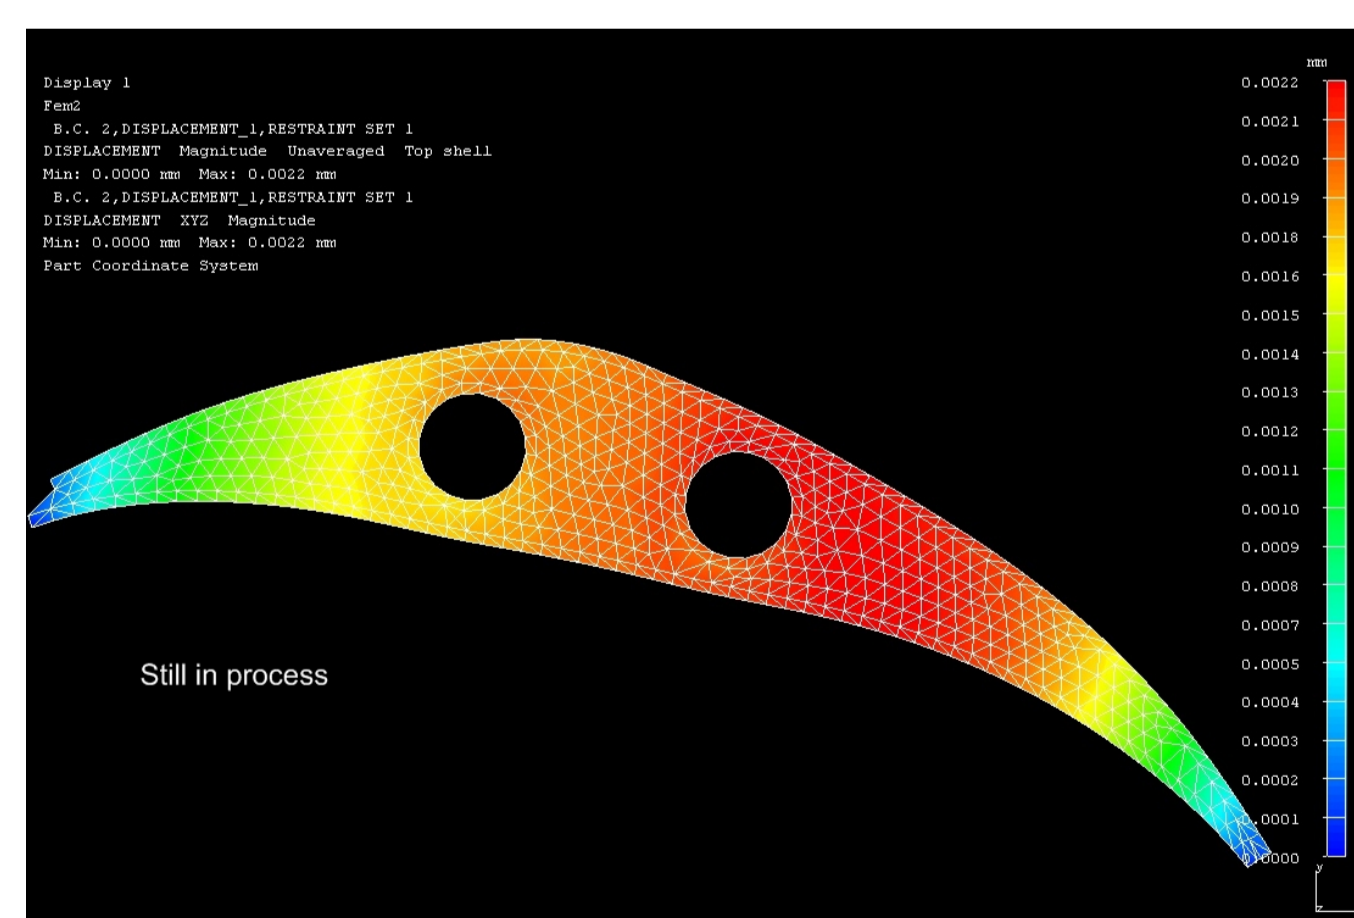 Display 1
Fem2
B.C. 2,DISPLACEMENT_1,RESTRAINT SET 1
DISPLACEMENT Magnitude Unaveraged Top shell
Min: 0.0000 mm Max: 0.0022 mm
B.C. 2,DISPLACEMENT_1,RESTRAINT SET 1
DISPLACEMENT XYZ Magnitude
Min: 0.0000 mm Max: 0.0022 mm
Part Coordinate System
Still in process
mm
0.0022
0.0021
0.0020
0.0019
0.0018
0.0016
0.0015
0.0014
0.0013
0.0012
0.0011
0.0010
0.0009
0.0008
0.0007
0.0005
0.0004
0.0003
0.0002
0.0001
0.0000
y
z